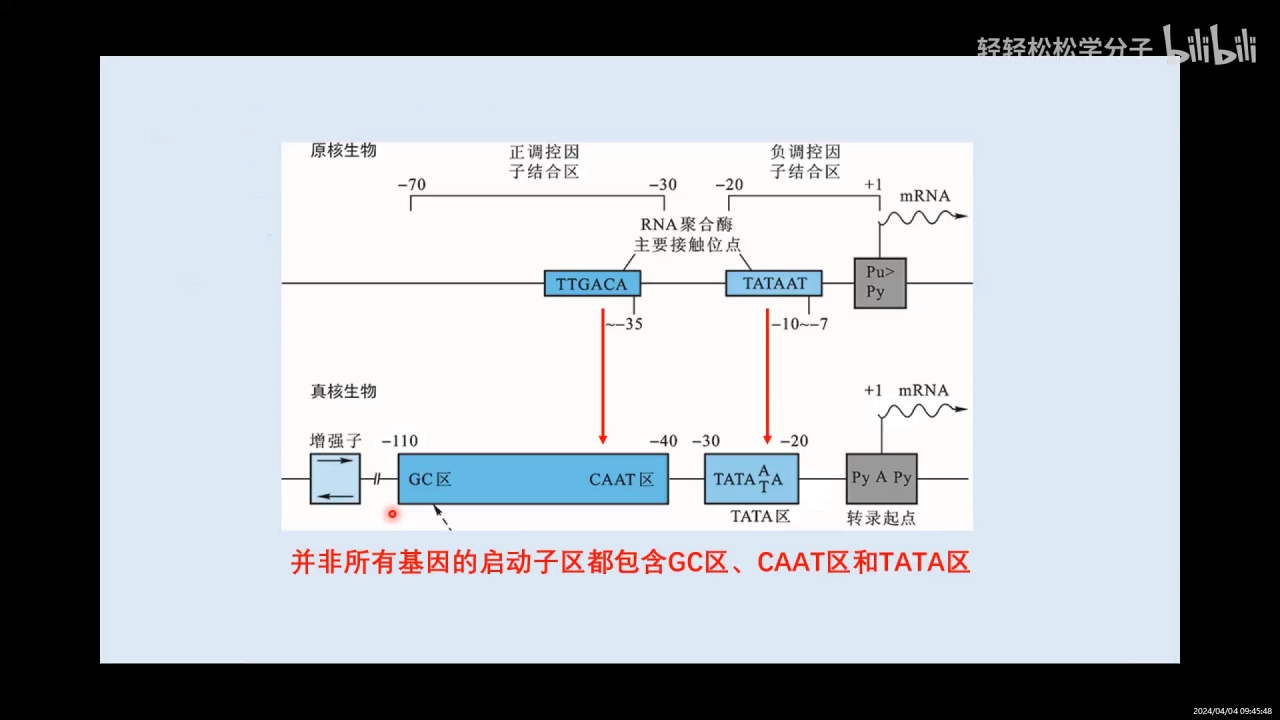 轻轻松松学分子 bilibili
原核生物
正调控因
子结合区
负调控因
子结合区
−70
−30
−20
+1
mRNA
RNA聚合酶
主要接触位点
TTGACA
TATAAT
Pu>
Py
~−35
−10~−7
真核生物
+1 mRNA
增强子
−110
−40
−30
−20
GC区
CAAT区
TATA A/T A
Py A Py
TATA区
转录起点
并非所有基因的启动子区都包含GC区、CAAT区和TATA区
2024/04/04 09:45:48